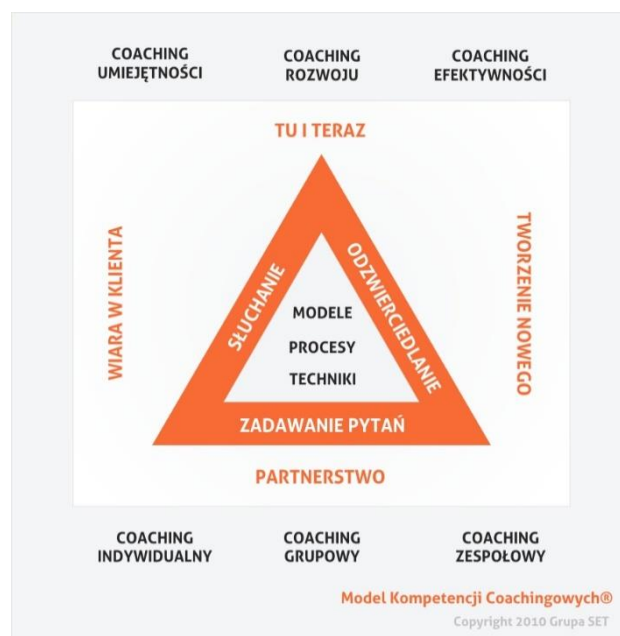 COACHING
UMIEJĘTNOŚCI
COACHING
ROZWOJU
COACHING
EFEKTYWNOŚCI
TU I TERAZ
WIARA W KLIENTA
SŁUCHANIE
ODZWIERCIEDLANIE
TWORZENIE NOWEGO
MODELE
PROCESY
TECHNIKI
ZADAWANIE PYTAŃ
PARTNERSTWO
COACHING
INDYWIDUALNY
COACHING
GRUPOWY
COACHING
ZESPOŁOWY
Model Kompetencji Coachingowych®
Copyright 2010 Grupa SET